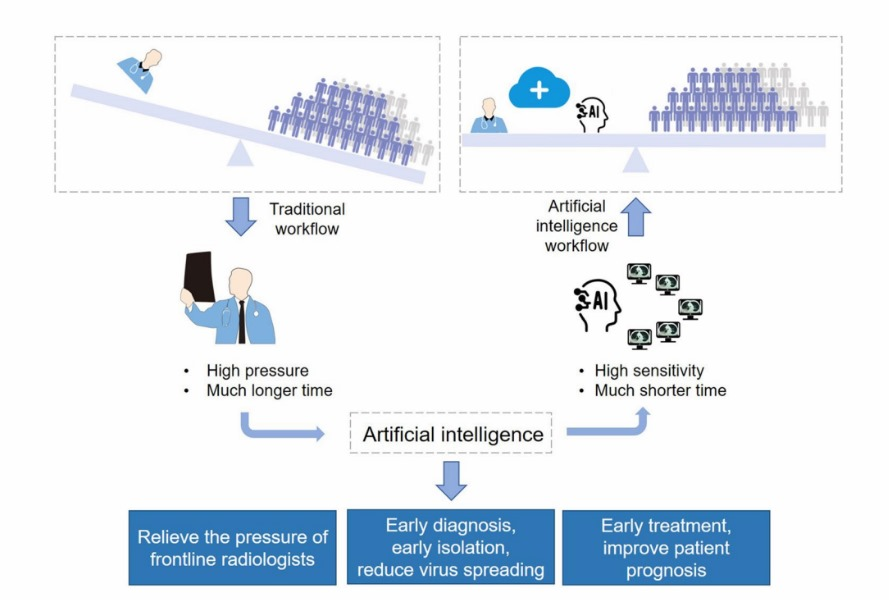 AI
Traditional
workflow
Artificial
intelligence
workflow
AI
• High pressure
• Much longer time
• High sensitivity
• Much shorter time
Artificial intelligence
Relieve the pressure of
frontline radiologists
Early diagnosis,
early isolation,
reduce virus spreading
Early treatment,
improve patient
prognosis